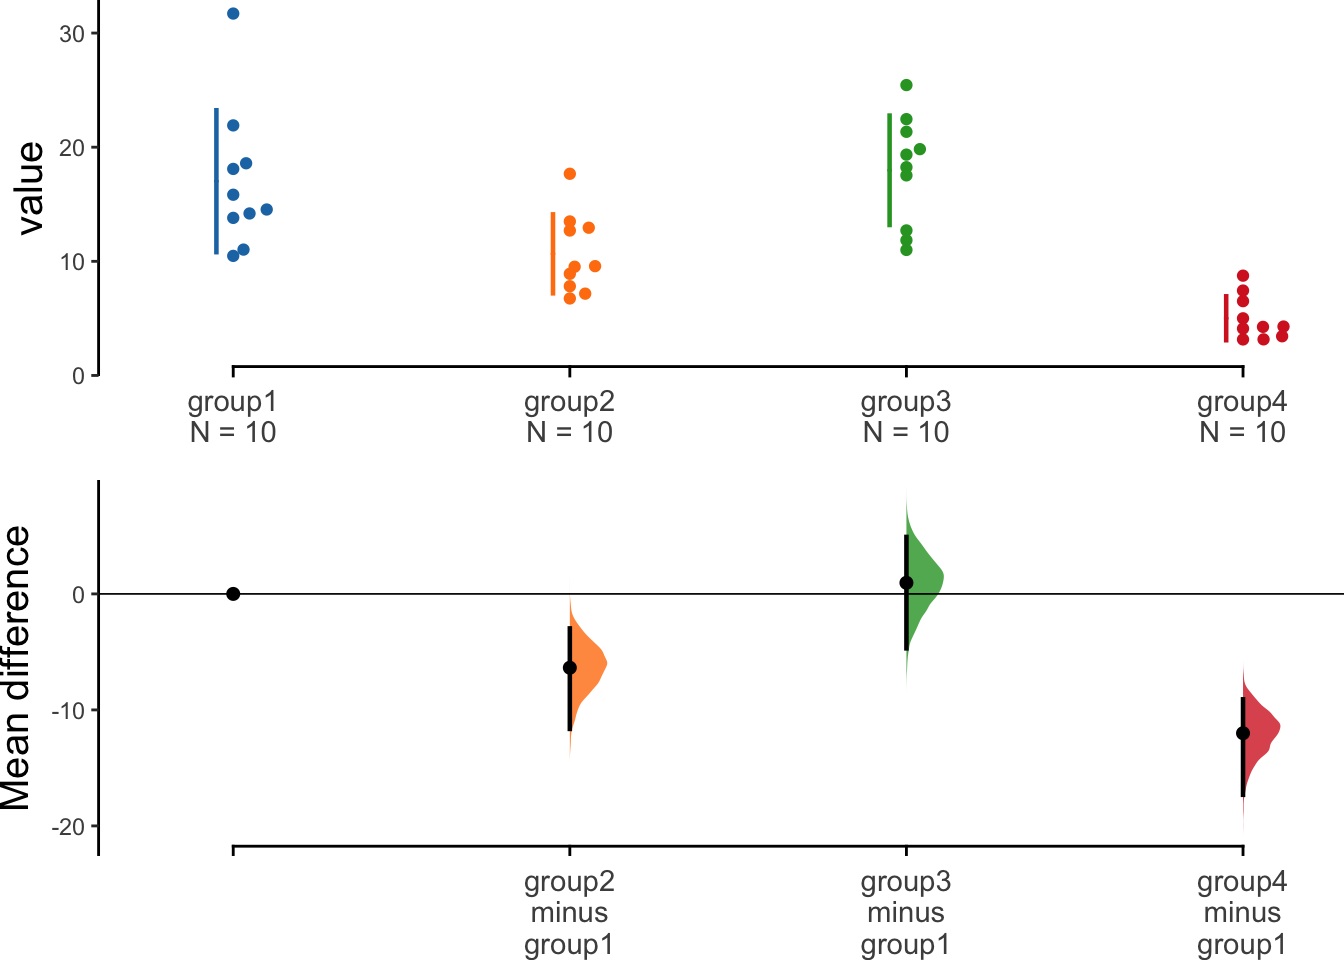 value
30
20
10
0
group1 group2 group3 group4
N = 10 N = 10 N = 10 N = 10
Mean difference
0
-10
-20
group2 group3 group4
minus minus minus
group1 group1 group1